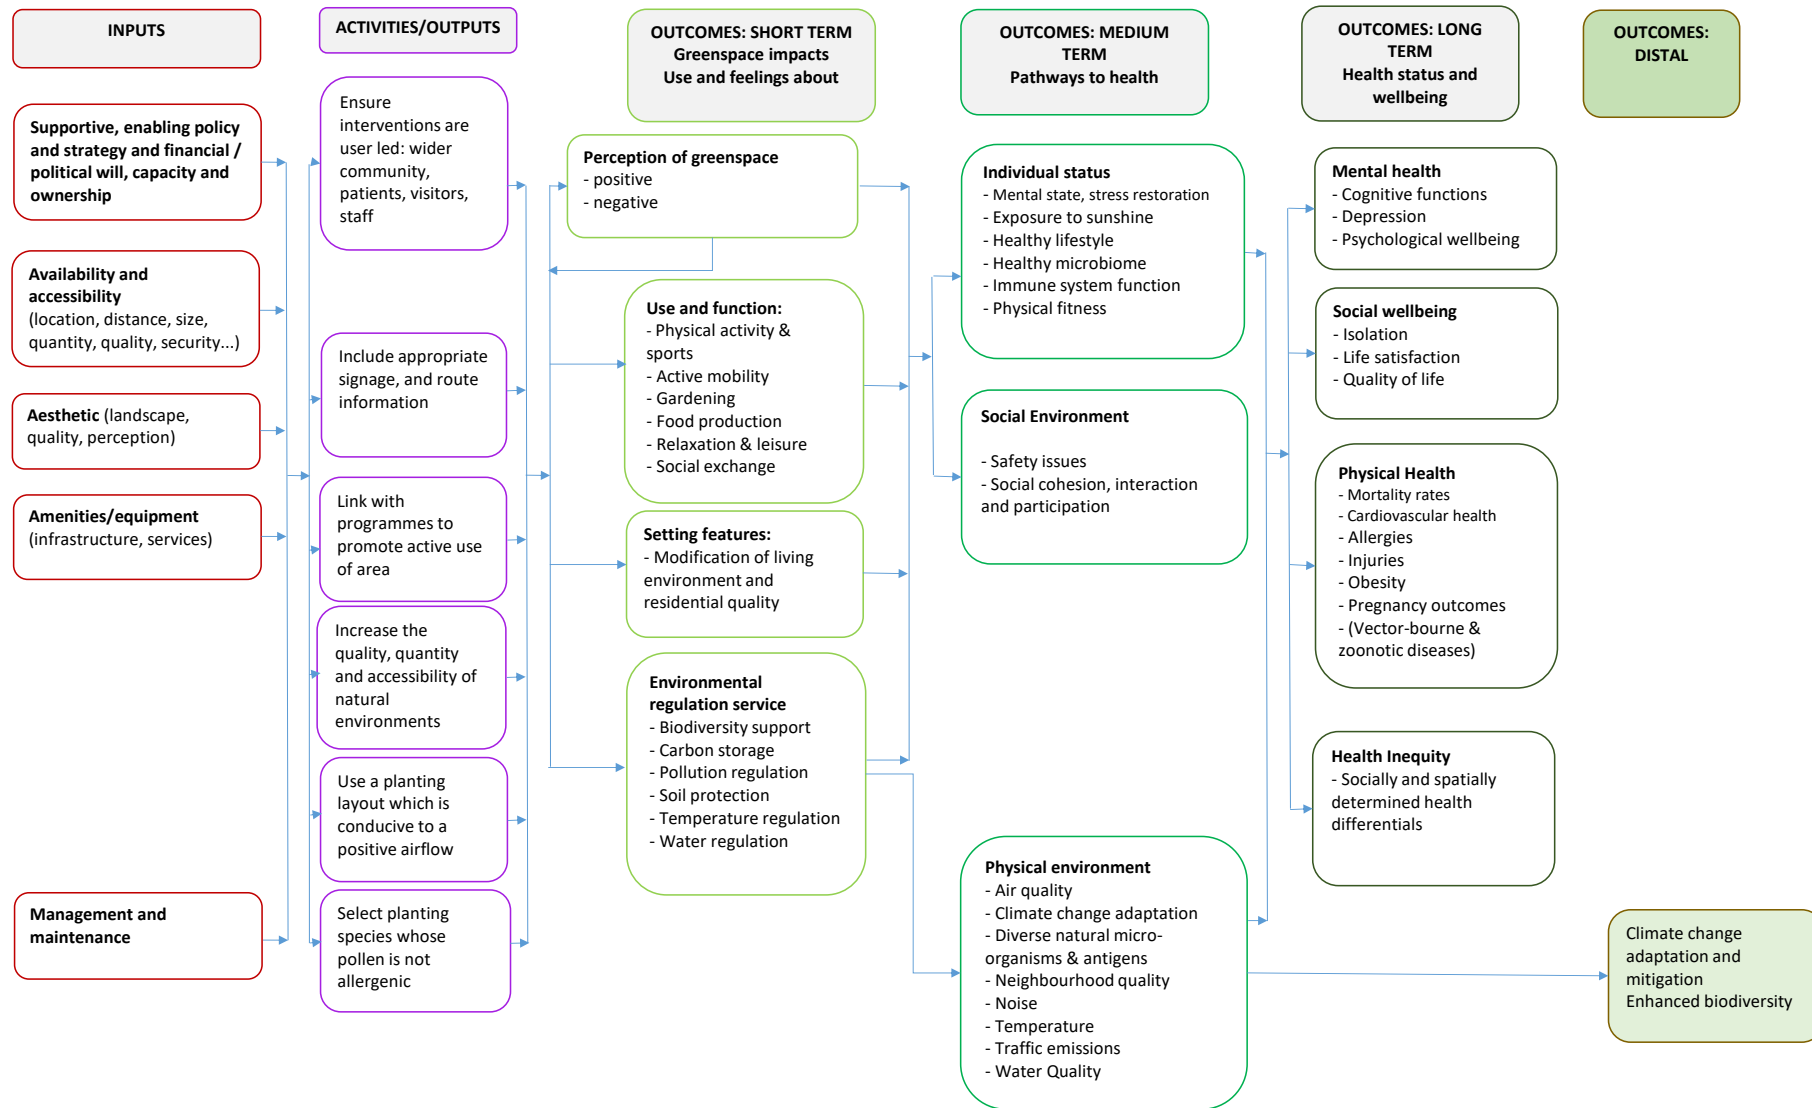 INPUTS
Supportive, enabling policy
and strategy and financial /
political will, capacity and
ownership
Availability and
accessibility
(location, distance, size,
quantity, quality, security...)
Aesthetic (landscape,
quality, perception)
Amenities/equipment
(infrastructure, services)
Management and
maintenance
ACTIVITIES/OUTPUTS
Ensure
interventions are
user led: wider
community,
patients, visitors,
staff
Include appropriate
signage, and route
information
Link with
programmes to
promote active use
of area
Increase the
quality, quantity
and accessibility of
natural
environments
Use a planting
layout which is
conducive to a
positive airflow
Select planting
species whose
pollen is not
allergenic
OUTCOMES: SHORT TERM
Greenspace impacts
Use and feelings about
Perception of greenspace
- positive
- negative
Use and function:
- Physical activity &
sports
- Active mobility
- Gardening
- Food production
- Relaxation & leisure
- Social exchange
Setting features:
- Modification of living
environment and
residential quality
Environmental
regulation service
- Biodiversity support
- Carbon storage
- Pollution regulation
- Soil protection
- Temperature regulation
- Water regulation
OUTCOMES: MEDIUM
TERM
Pathways to health
Individual status
- Mental state, stress restoration
- Exposure to sunshine
- Healthy lifestyle
- Healthy microbiome
- Immune system function
- Physical fitness
Social Environment
- Safety issues
- Social cohesion, interaction
and participation
Physical environment
- Air quality
- Climate change adaptation
- Diverse natural micro-
organisms & antigens
- Neighbourhood quality
- Noise
- Temperature
- Traffic emissions
- Water Quality
OUTCOMES: LONG
TERM
Health status and
wellbeing
Mental health
- Cognitive functions
- Depression
- Psychological wellbeing
Social wellbeing
- Isolation
- Life satisfaction
- Quality of life
Physical Health
- Mortality rates
- Cardiovascular health
- Allergies
- Injuries
- Obesity
- Pregnancy outcomes
- (Vector-bourne &
zoonotic diseases)
Health Inequity
- Socially and spatially
determined health
differentials
OUTCOMES:
DISTAL
Climate change
adaptation and
mitigation
Enhanced biodiversity